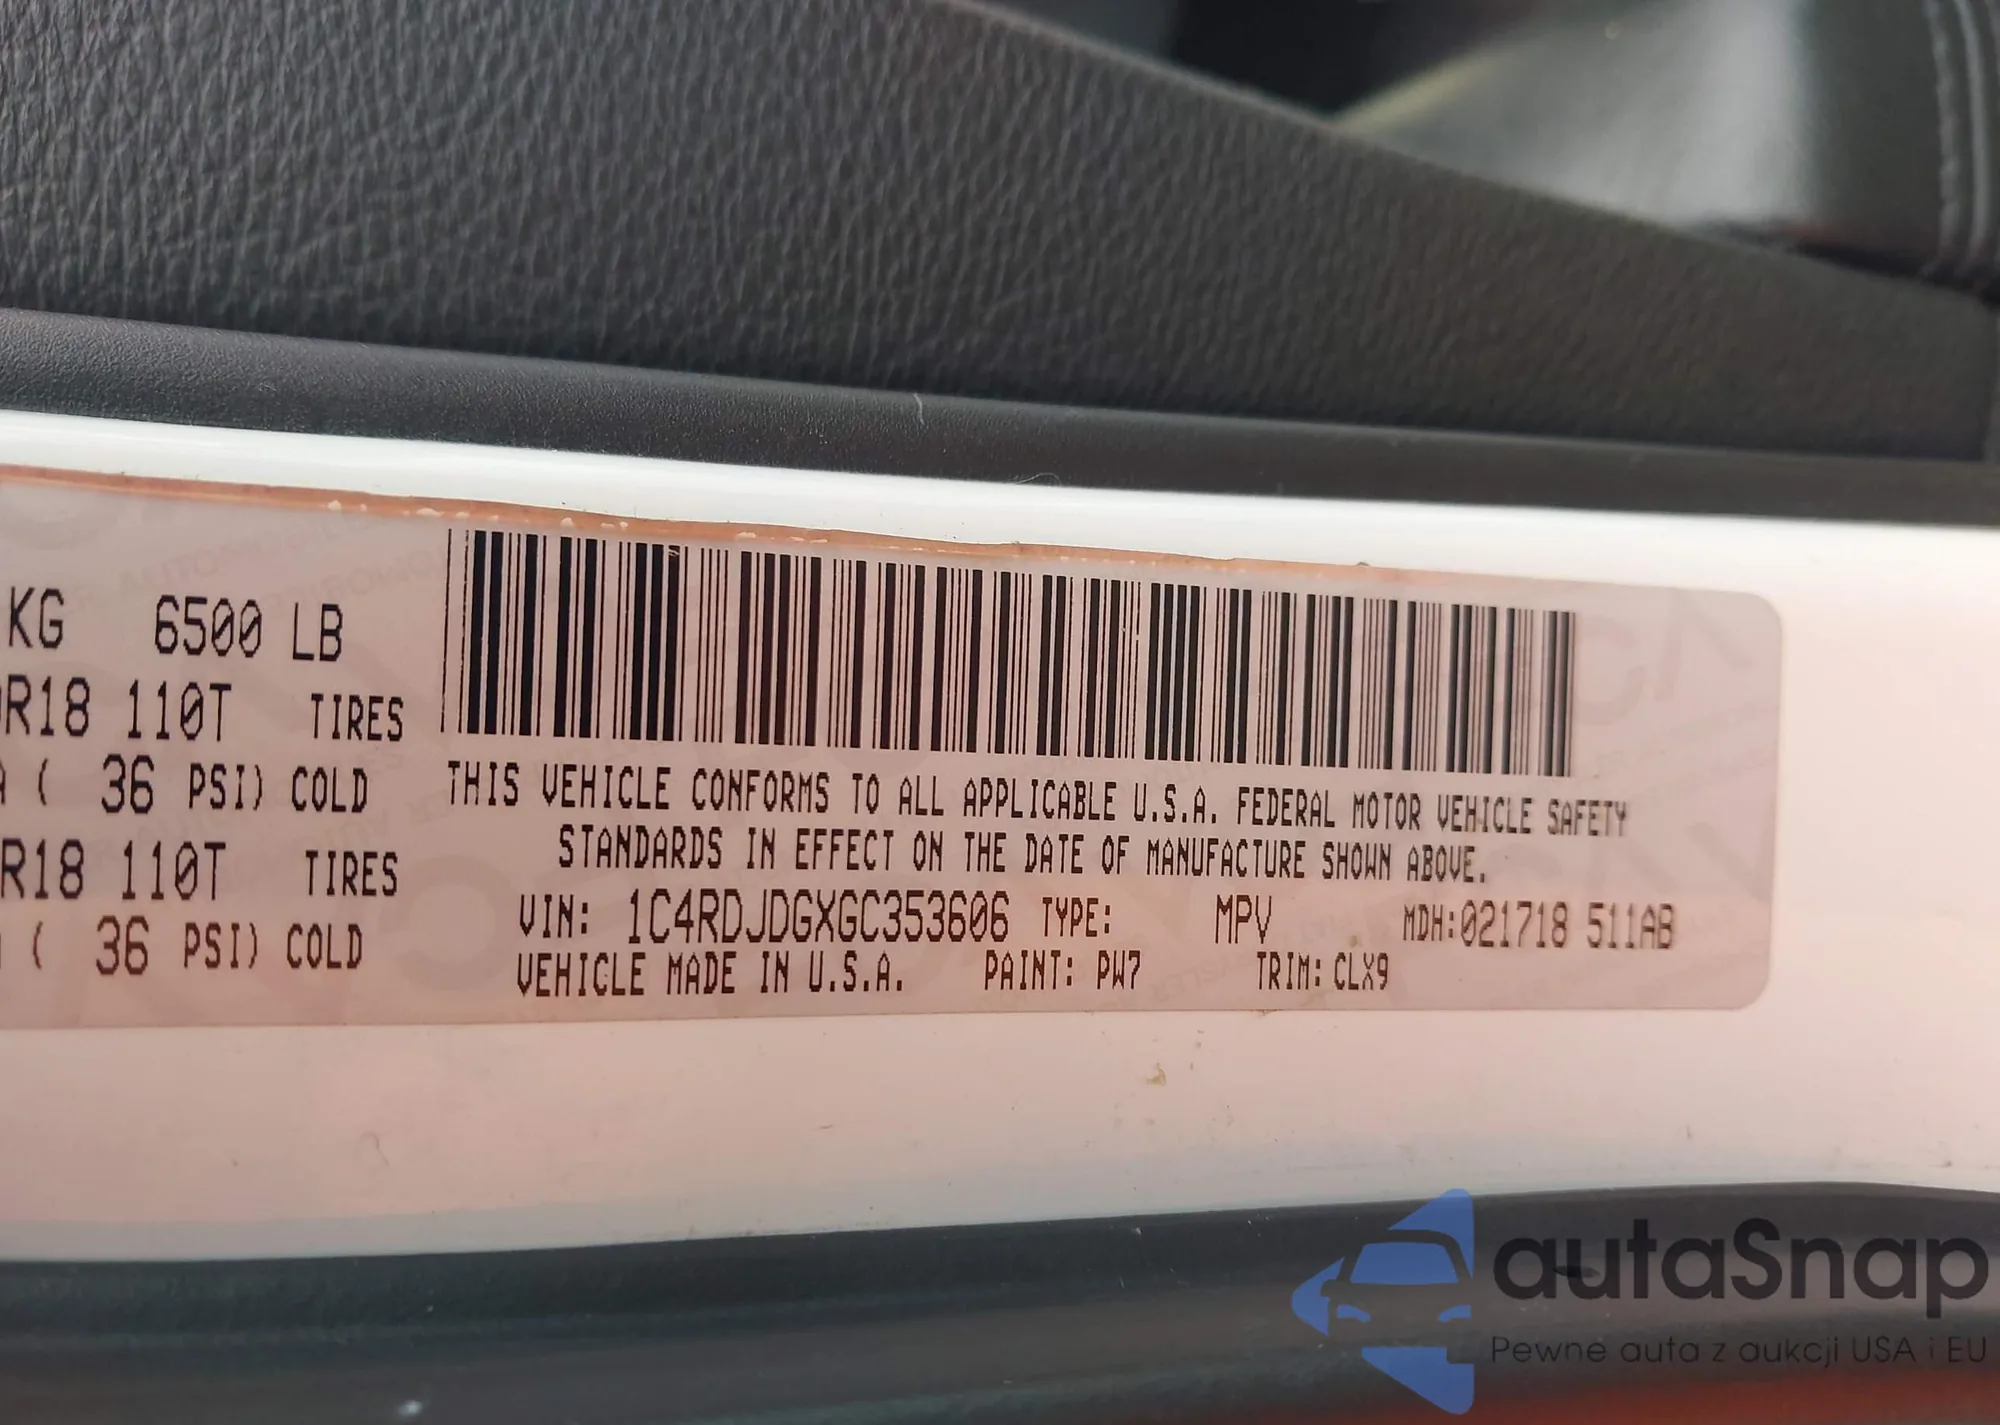 KG 6500 LB
R18 110T TIRES
( 36 PSI) COLD
R18 110T TIRES
( 36 PSI) COLD
THIS VEHICLE CONFORMS TO ALL APPLICABLE U.S.A. FEDERAL MOTOR VEHICLE SAFETY
STANDARDS IN EFFECT ON THE DATE OF MANUFACTURE SHOWN ABOVE.
VIN: 1C4RDJDGXGC353606 TYPE: MPV MDH:021718 511AB
VEHICLE MADE IN U.S.A. PAINT: PW7 TRIM: CLX9
autaSnap
Pewne auta z aukcji USA i EU